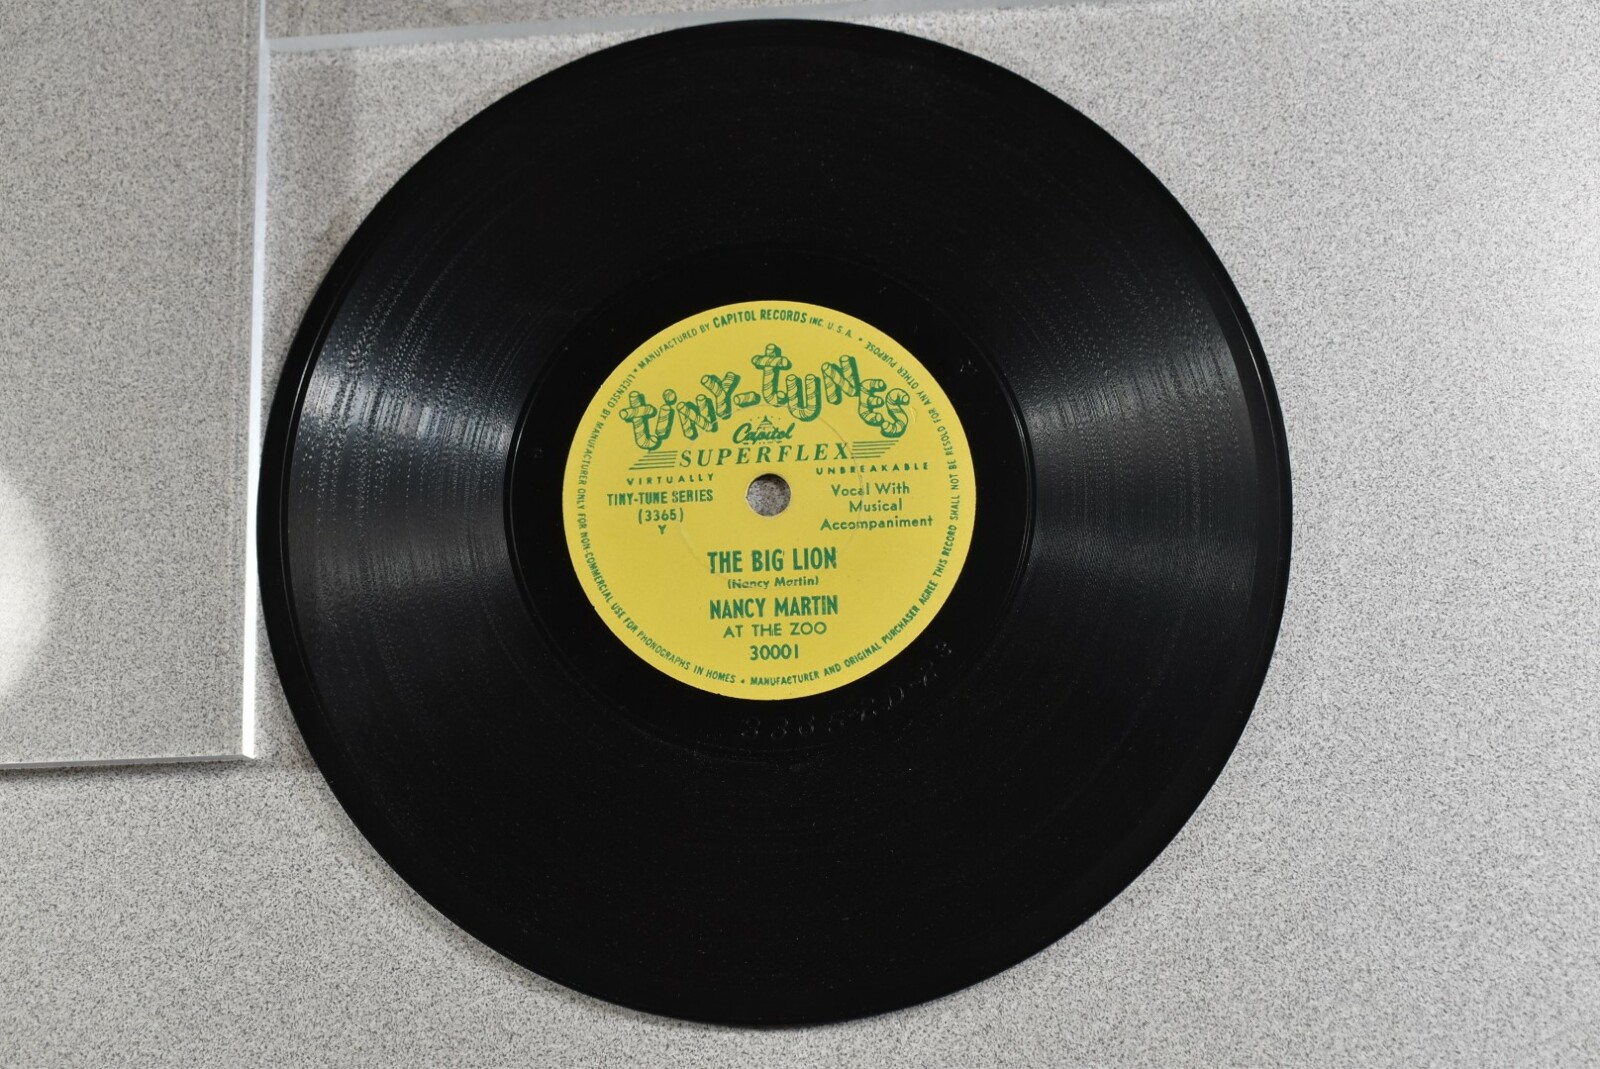 • MANUFACTURED BY CAPITOL RECORDS INC. U.S.A. •
TINY-TUNES
Capitol
SUPERFLEX
VIRTUALLY UNBREAKABLE
TINY-TUNE SERIES
(3365)
Y
Vocal With
Musical
Accompaniment
THE BIG LION
(Nancy Martin)
NANCY MARTIN
AT THE ZOO
30001
LICENSED BY MANUFACTURER ONLY FOR NON-COMMERCIAL USE FOR PHONOGRAPHS IN HOMES • MANUFACTURER AND ORIGINAL PURCHASER AGREE THIS RECORD SHALL NOT BE RESOLD FOR ANY OTHER PURPOSE